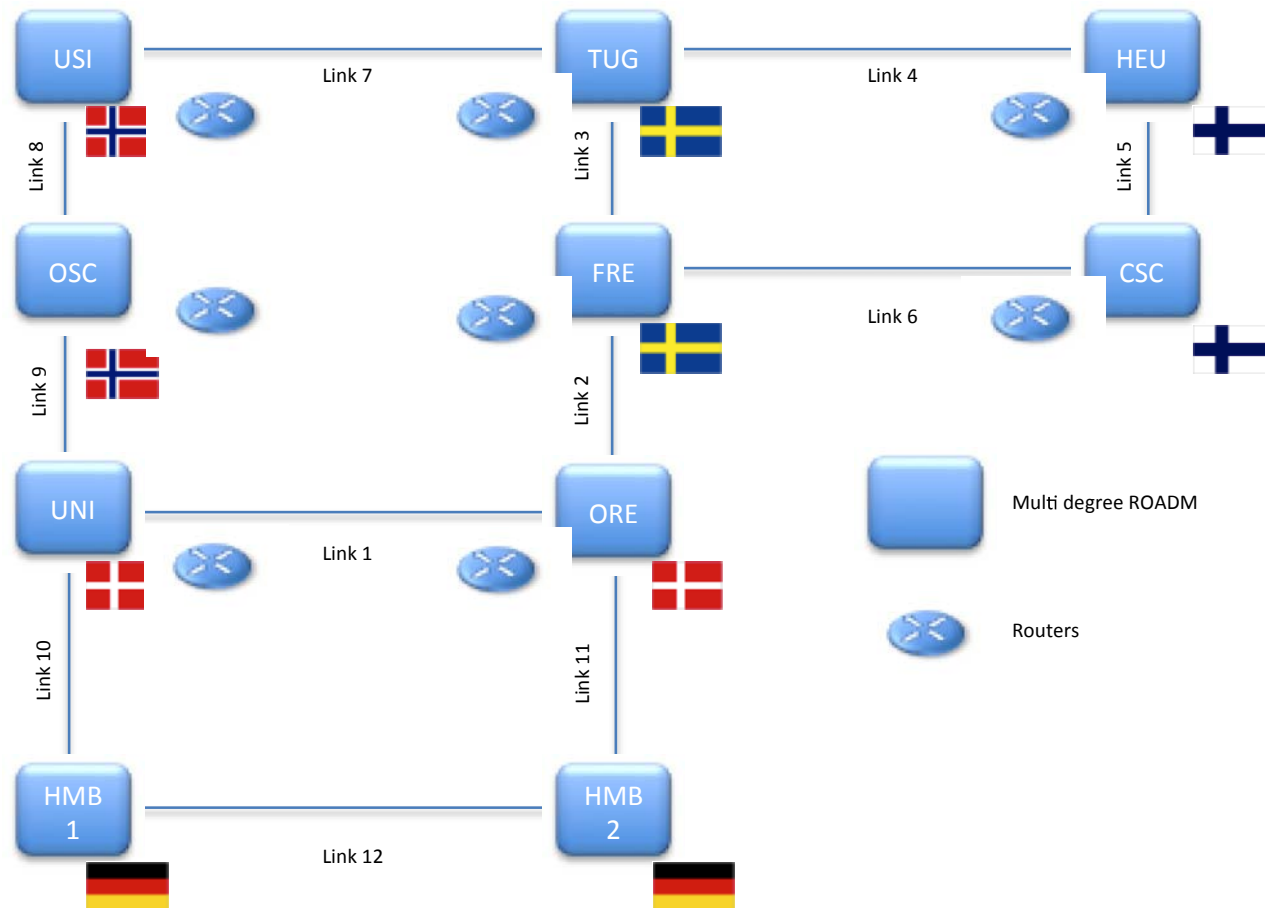 USI
TUG
HEU
Link 7
Link 4
Link 8
Link 3
Link 5
OSC
FRE
CSC
Link 6
Link 9
Link 2
UNI
ORE
Multi degree ROADM
Link 1
Routers
Link 10
Link 11
HMB
1
HMB
2
Link 12